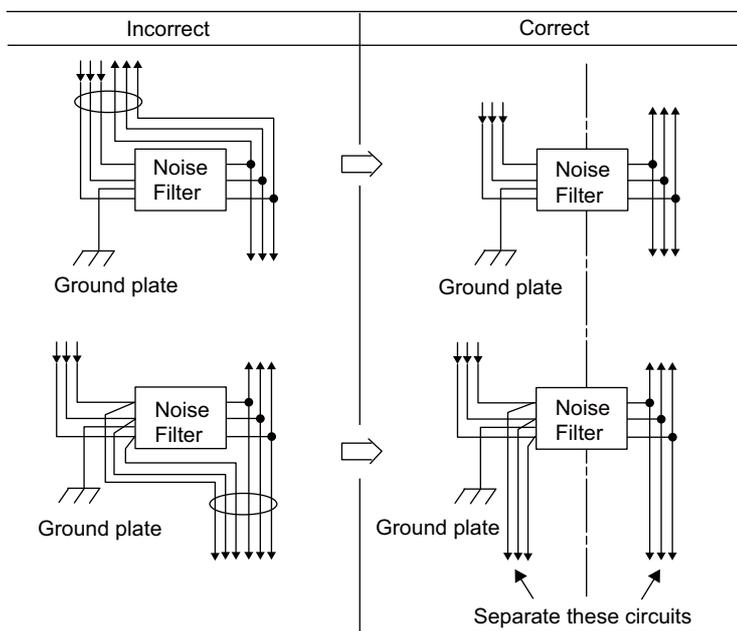 Incorrect
Correct
Noise
Filter
Ground plate
Noise
Filter
Ground plate
Noise
Filter
Ground plate
Noise
Filter
Ground plate
Separate these circuits